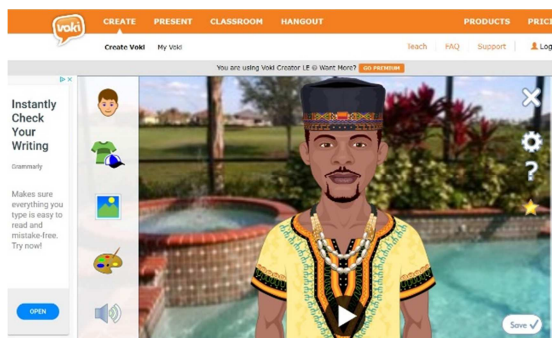 voki
CREATE PRESENT CLASSROOM HANGOUT PRODUCTS
Create Voki My Voki Teach FAQ Support Log
You are using Voki Creator LE Want More? GO PREMIUM
Instantly
Check
Your
Writing
Grammarly
Makes sure
everything you
type is easy to
read and
mistake-free.
Try now!
OPEN
?
Save